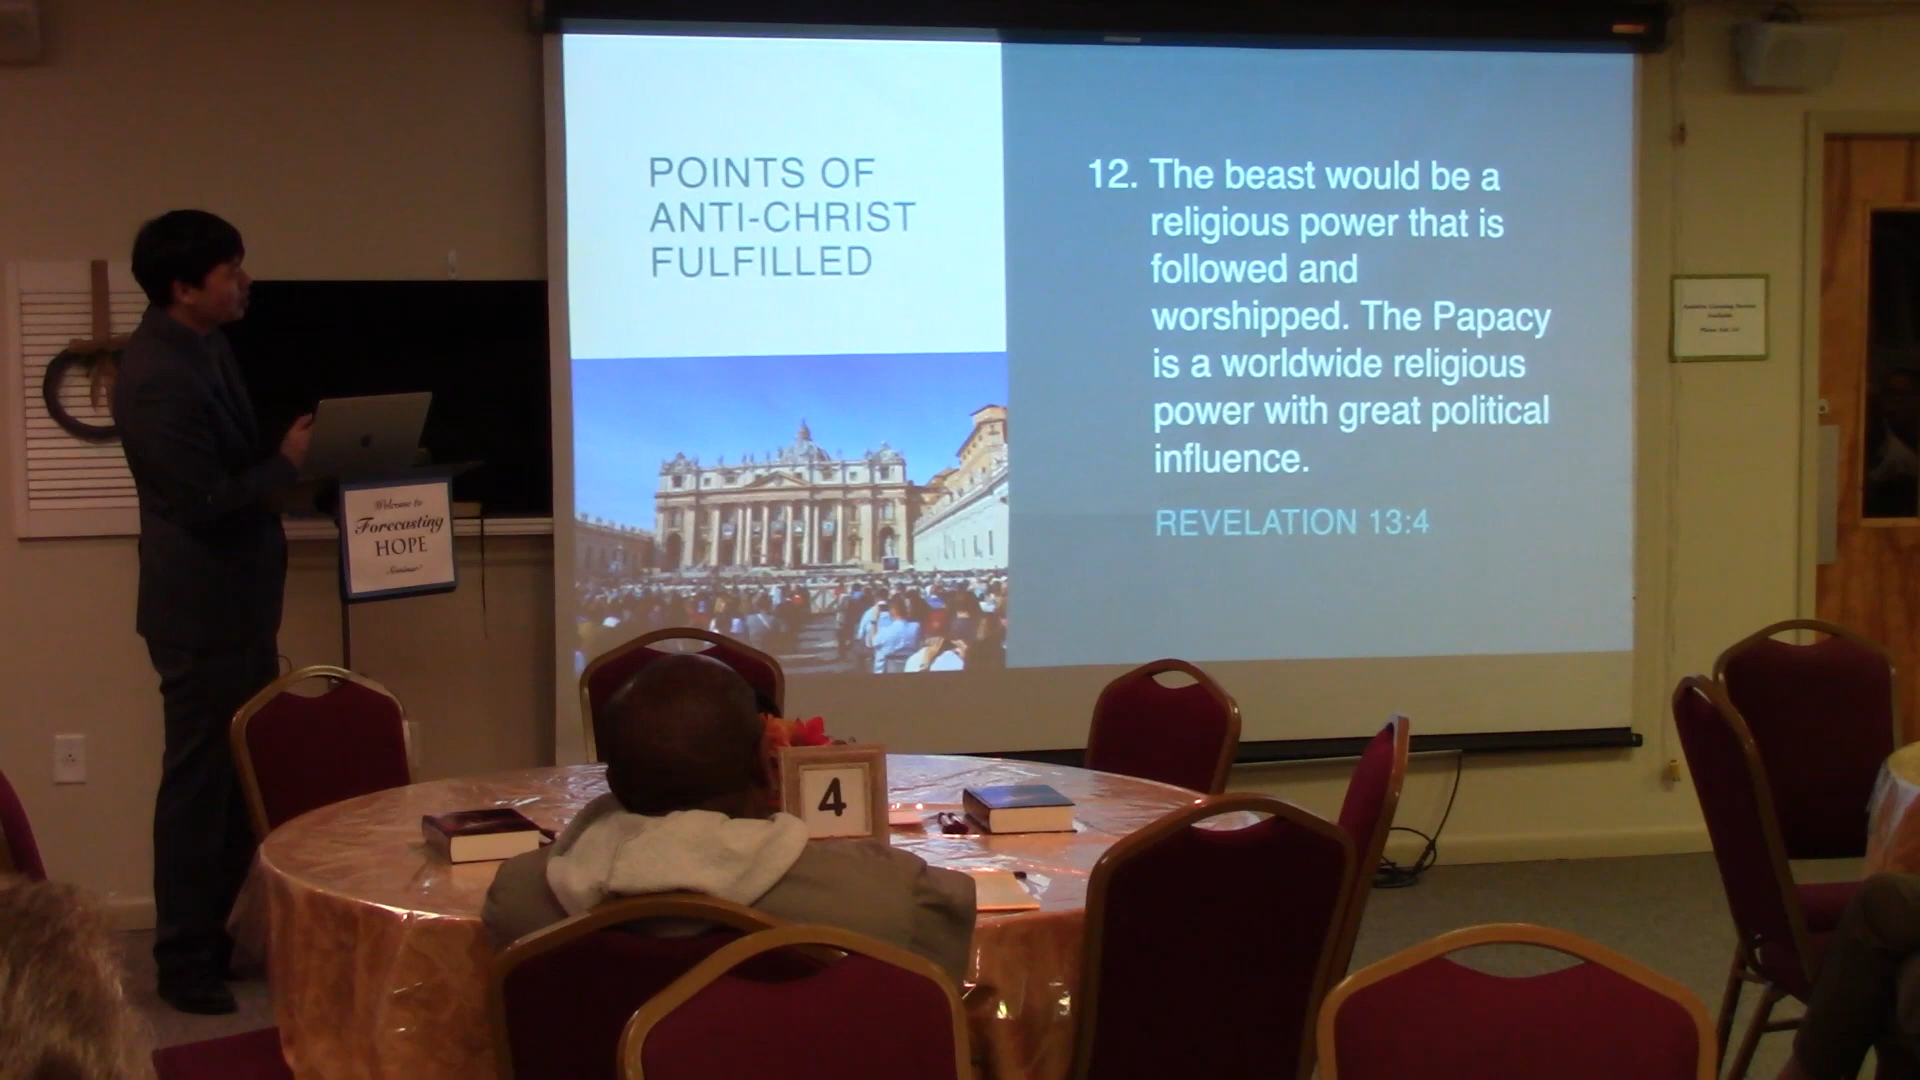 POINTS OF
ANTI-CHRIST
FULFILLED
12. The beast would be a
religious power that is
followed and
worshipped. The Papacy
is a worldwide religious
power with great political
influence.
REVELATION 13:4
Welcome to
Forecasting
HOPE
Seminar
4